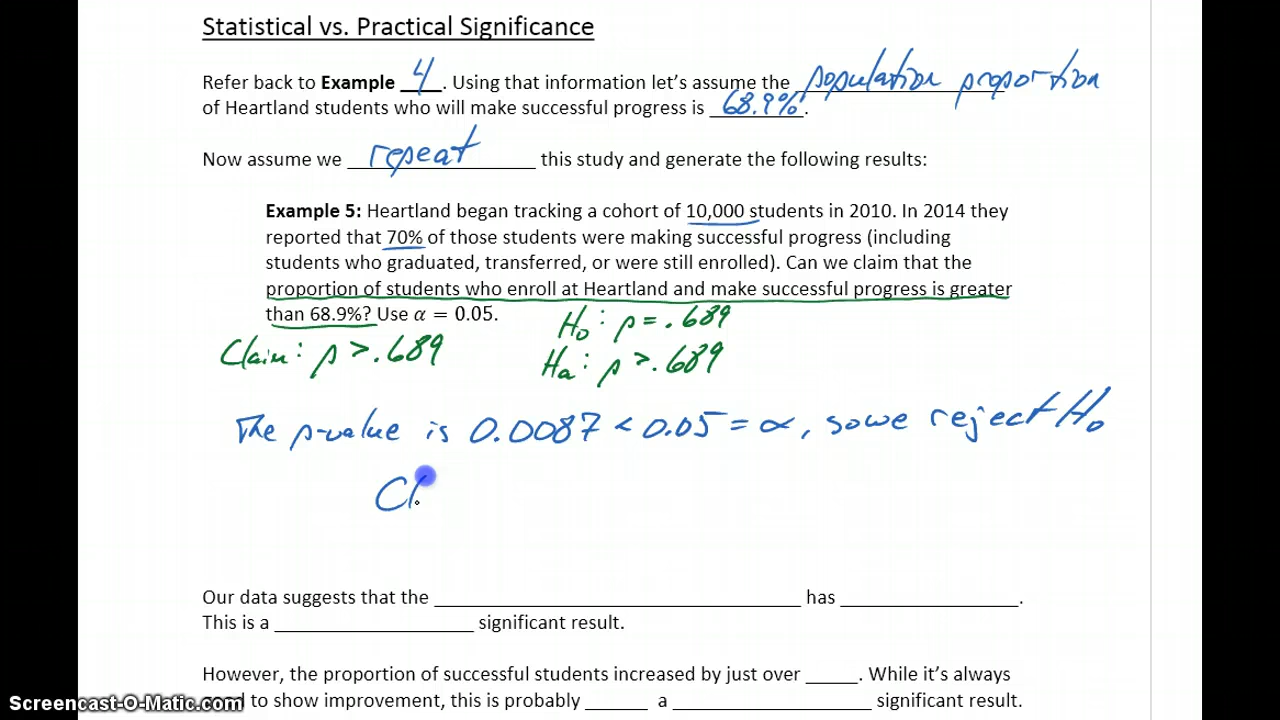 Statistical vs. Practical Significance
Refer back to Example 4. Using that information let's assume the population proportion
of Heartland students who will make successful progress is 68.9%.
Now assume we repeat this study and generate the following results:
Example 5: Heartland began tracking a cohort of 10,000 students in 2010. In 2014 they
reported that 70% of those students were making successful progress (including
students who graduated, transferred, or were still enrolled). Can we claim that the
proportion of students who enroll at Heartland and make successful progress is greater
than 68.9%? Use α = 0.05.
H₀: p = .689
Claim: p > .689
Hₐ: p > .689
The p-value is 0.0087 < 0.05 = α, so we reject H₀
Cl
Our data suggests that the ____ has ____.
This is a ____ significant result.
However, the proportion of successful students increased by just over ____. While it's always
to show improvement, this is probably ____ a ____ significant result.
Screencast-O-Matic.com